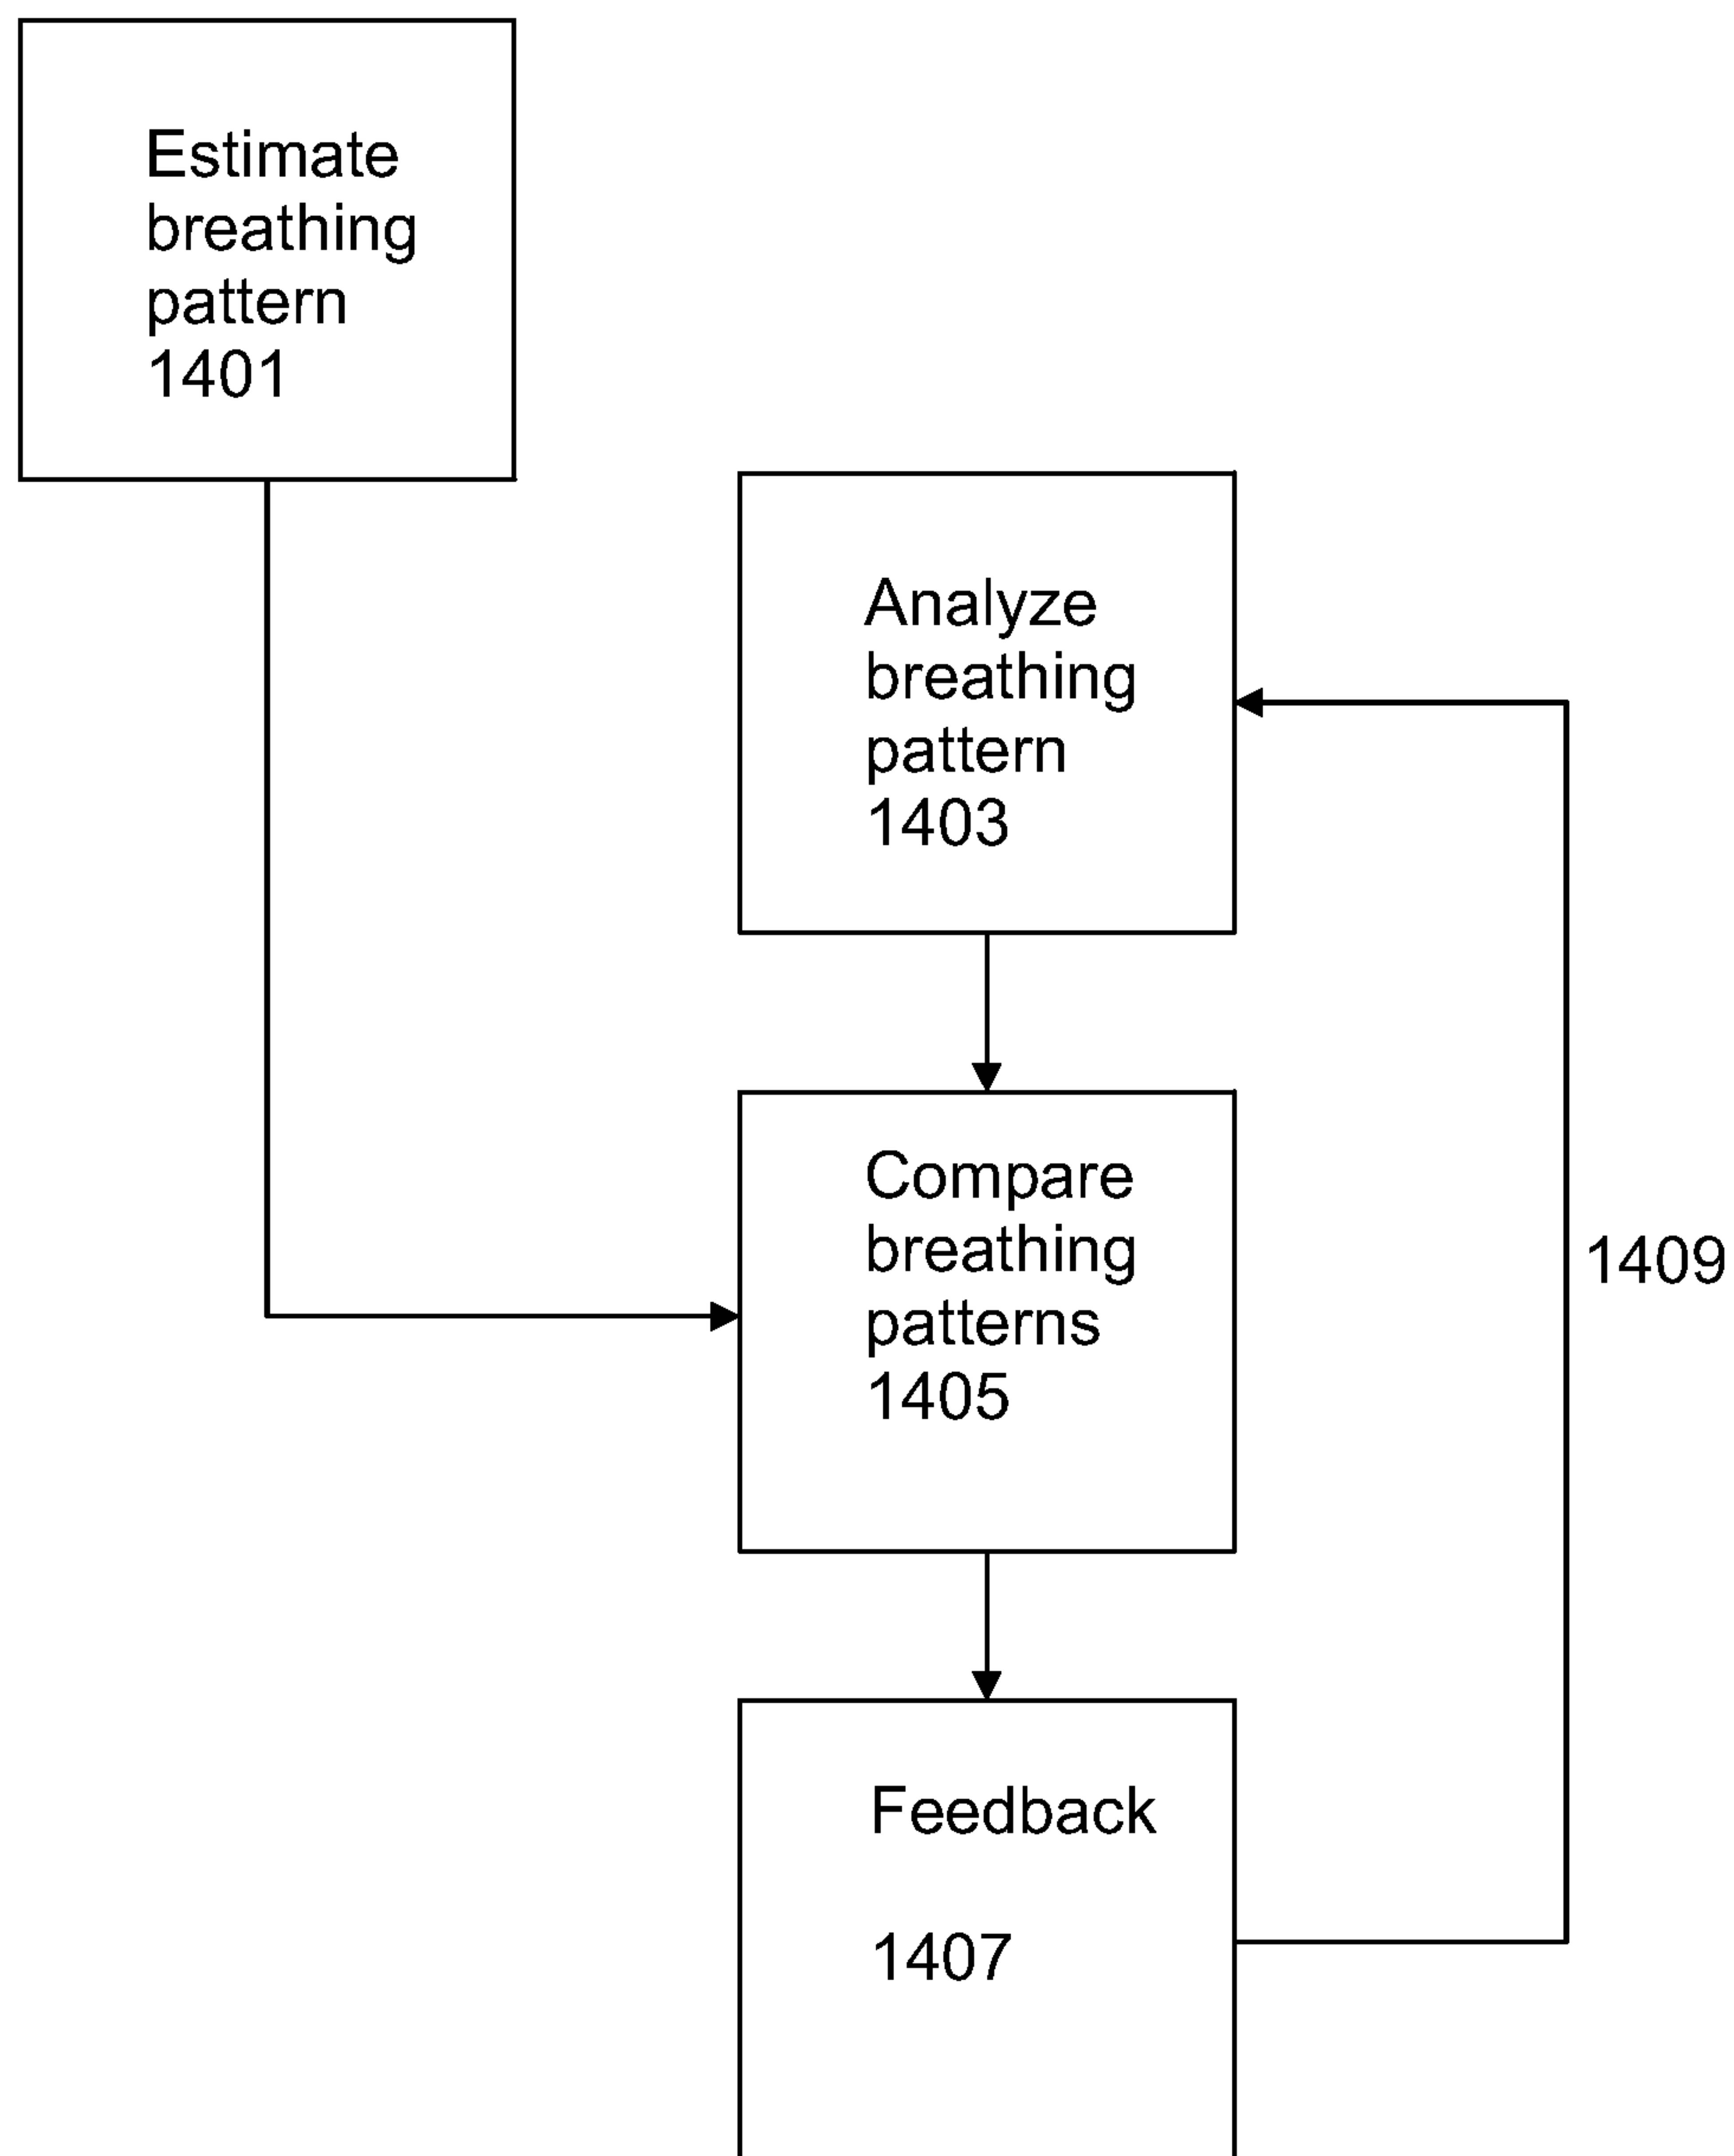 Estimate
breathing
pattern
1401
Analyze
breathing
pattern
1403
Compare
breathing
patterns
1405
1409
Feedback
1407